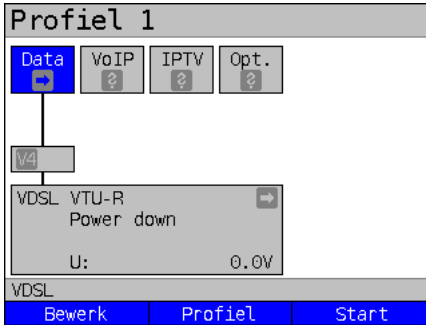 Profiel 1
Data VoIP IPTV Opt.
V4
VDSL VTU-R
Power down
U: 0.0V
VDSL
Bewerk Profiel Start